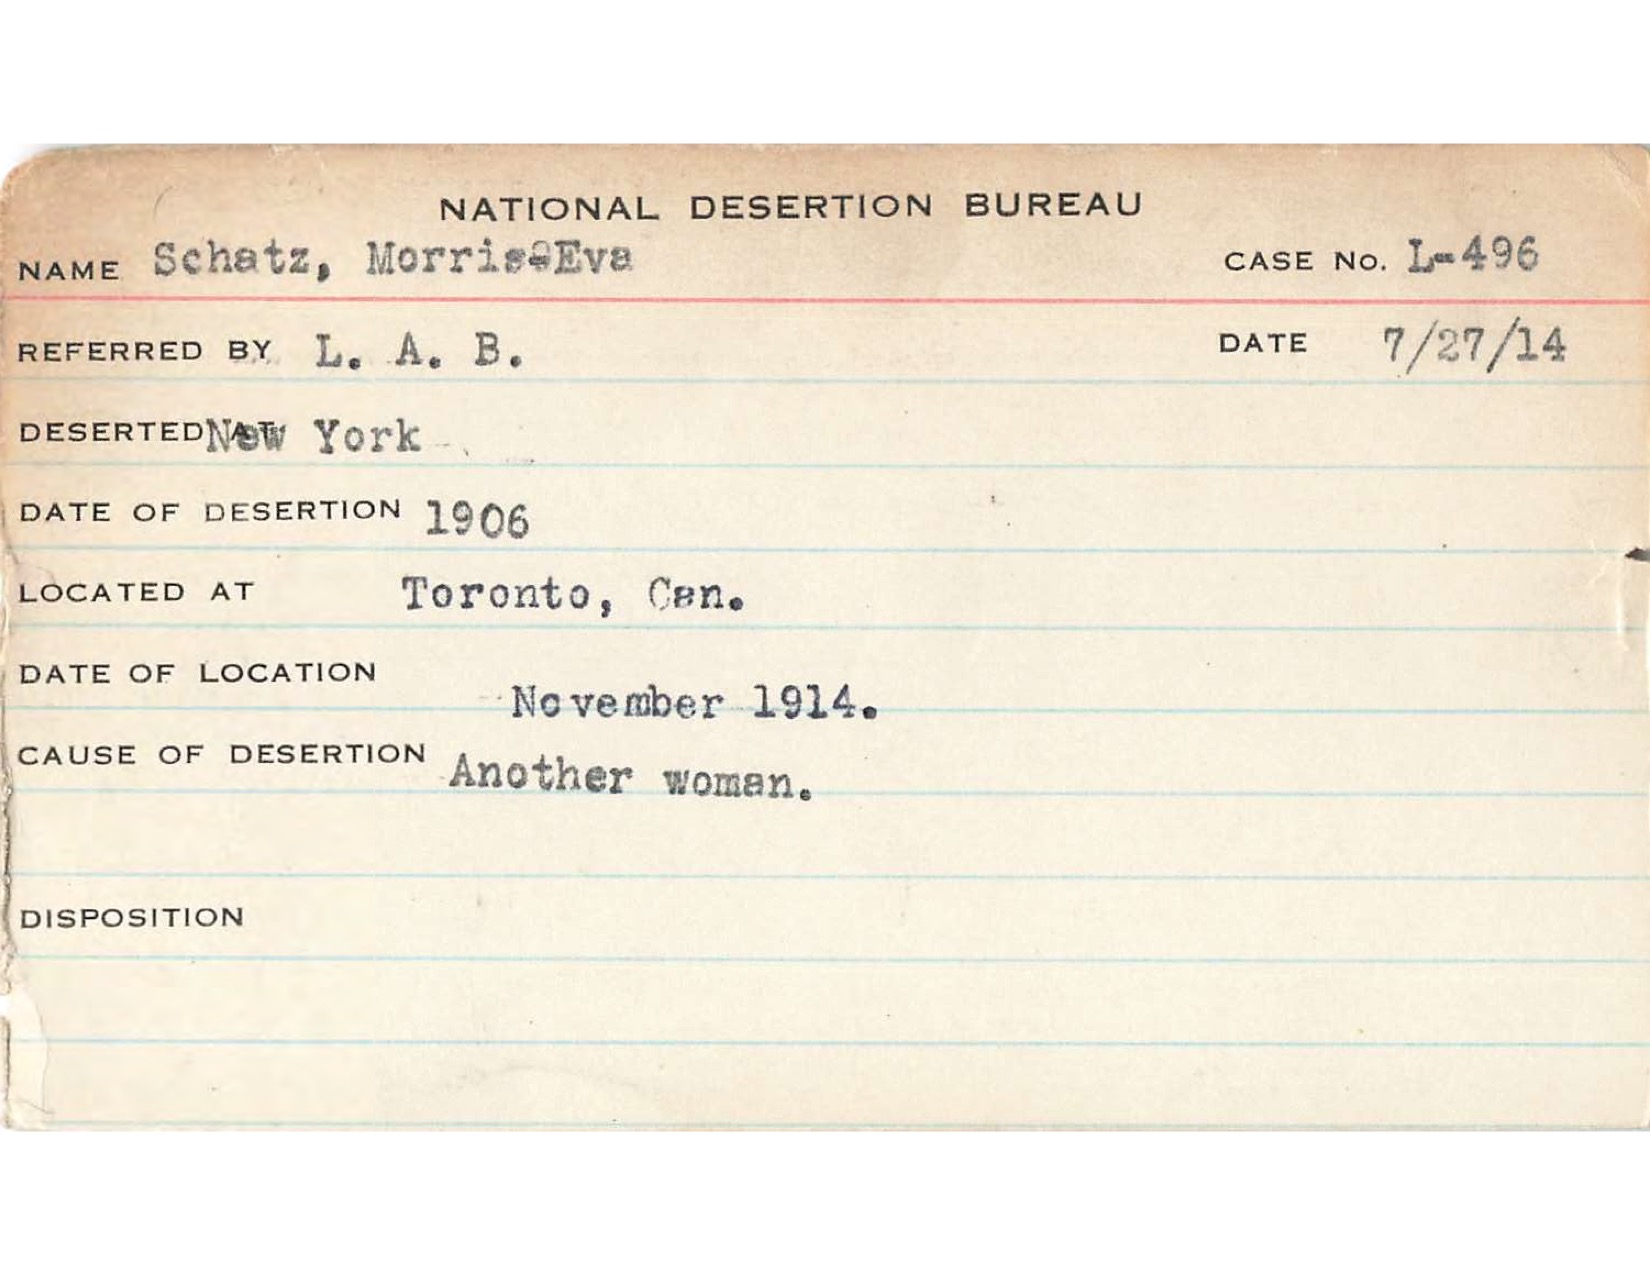 NATIONAL DESERTION BUREAU
NAME Schatz, Morris-Eva CASE No. L-496
REFERRED BY L. A. B. DATE 7/27/14
DESERTED AT New York
DATE OF DESERTION 1906
LOCATED AT Toronto, Can.
DATE OF LOCATION
November 1914.
CAUSE OF DESERTION Another woman.
DISPOSITION